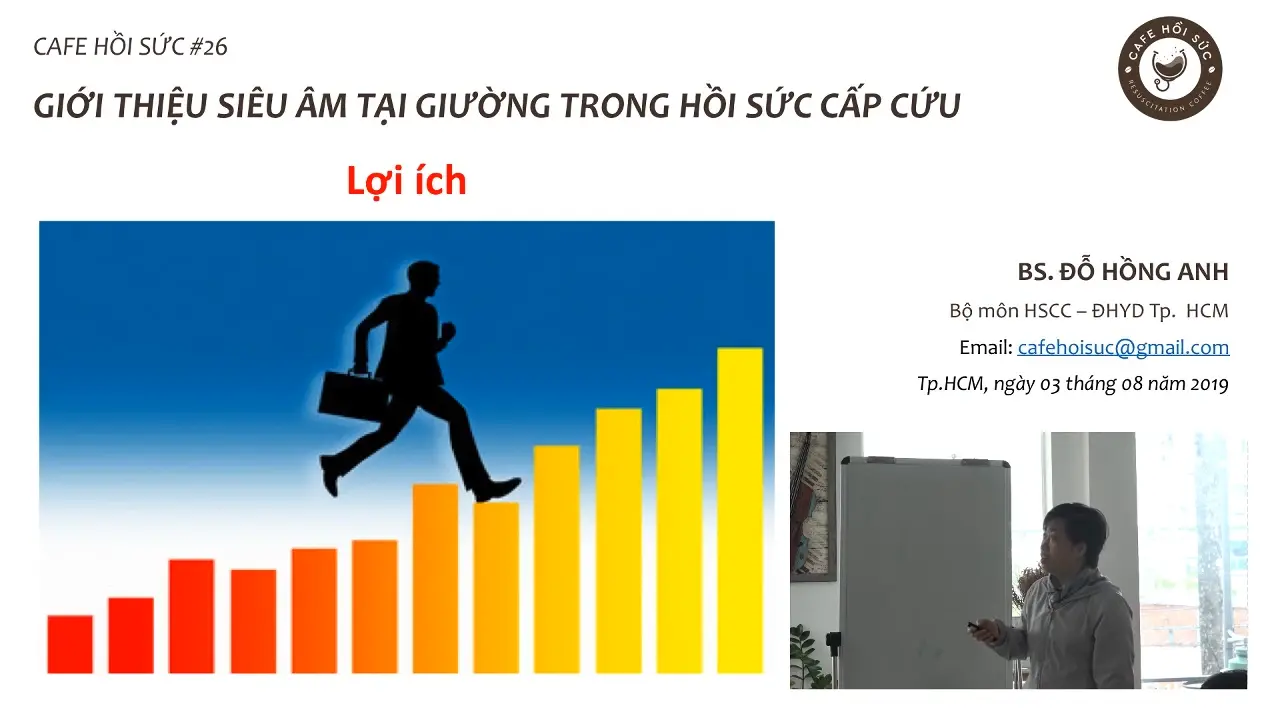 CAFE HỒI SỨC #26
GIỚI THIỆU SIÊU ÂM TẠI GIƯỜNG TRONG HỒI SỨC CẤP CỨU
CAFE HỒI SỨC
RESUSCITATION COFFEE
Lợi ích
BS. ĐỖ HỒNG ANH
Bộ môn HSCC – ĐHYD Tp. HCM
Email: cafehoisuc@gmail.com
Tp.HCM, ngày 03 tháng 08 năm 2019